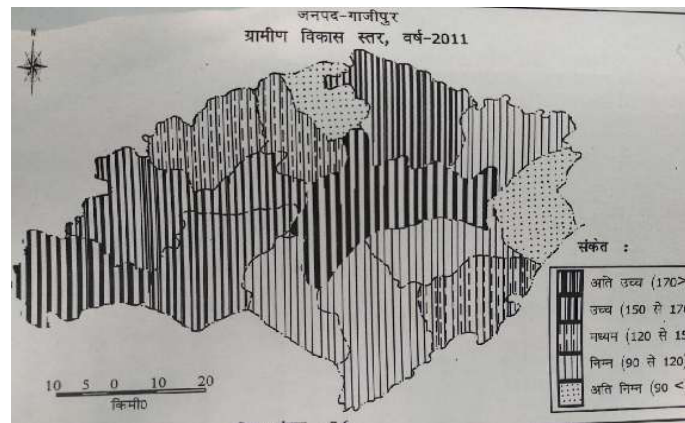 जनपद-गाजीपुर
ग्रामीण विकास स्तर, वर्ष-2011
N
संकेत :
अति उच्च (170>
उच्च (150 से 17
मध्यम (120 से 15
निम्न (90 से 120)
अति निम्न (90 <
10 5 0 10 20
किमी0